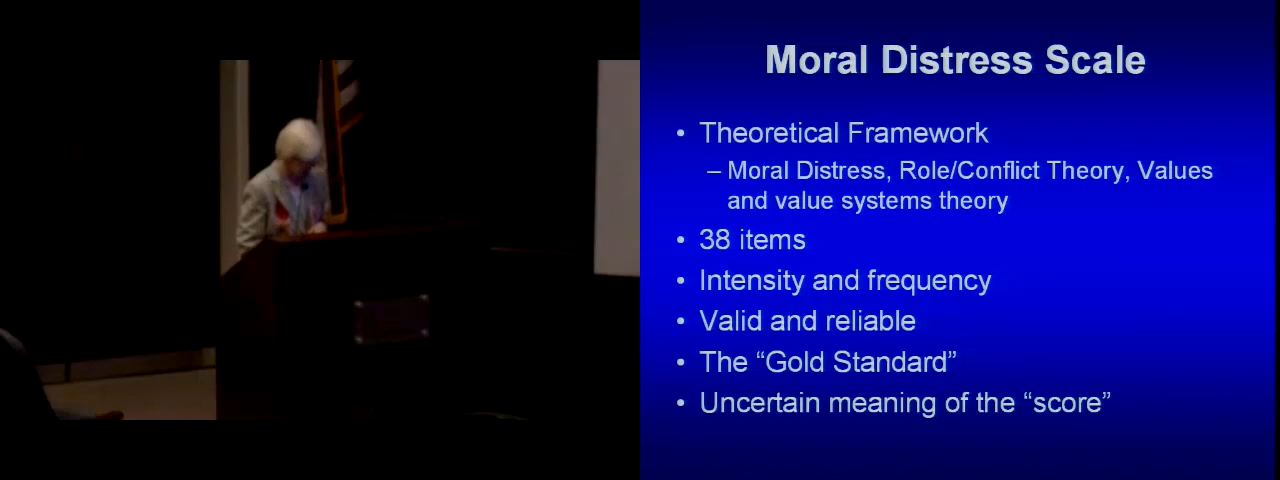 Moral Distress Scale
• Theoretical Framework
– Moral Distress, Role/Conflict Theory, Values
and value systems theory
• 38 items
• Intensity and frequency
• Valid and reliable
• The “Gold Standard”
• Uncertain meaning of the “score”